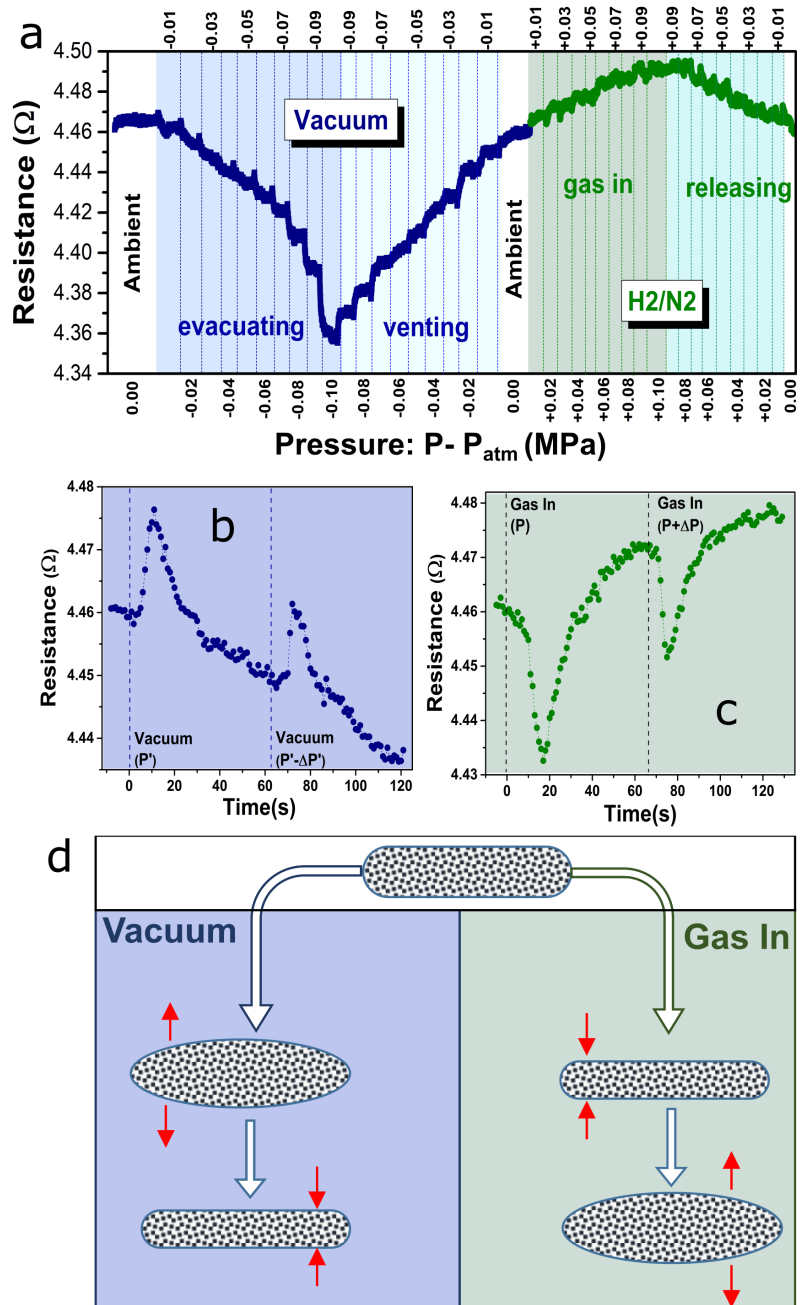 a
-0.01
-0.03
-0.05
-0.07
-0.09
-0.09
-0.07
-0.05
-0.03
-0.01
+0.01
+0.03
+0.05
+0.07
+0.09
+0.07
+0.05
+0.03
+0.01
4.50
4.49
4.46
4.44
4.42
4.40
4.38
4.36
4.34
Resistance (Ω)
Vacuum
Ambient
evacuating
venting
Ambient
gas in
releasing
H2/N2
0.00
-0.02
-0.04
-0.06
-0.08
-0.10
-0.08
-0.06
-0.04
-0.02
0.00
+0.02
+0.04
+0.06
+0.08
+0.10
+0.08
+0.06
+0.04
+0.02
0.00
Pressure: P- Patm (MPa)
b
4.48
4.47
4.46
4.45
4.44
Resistance (Ω)
Vacuum
(P')
Vacuum
(P'-ΔP')
0 20 40 60 80 100 120
Time(s)
c
4.48
4.47
4.46
4.45
4.44
4.43
Resistance (Ω)
Gas In
(P)
Gas In
(P+ΔP)
0 20 40 60 80 100 120
Time(s)
d
Vacuum
Gas In